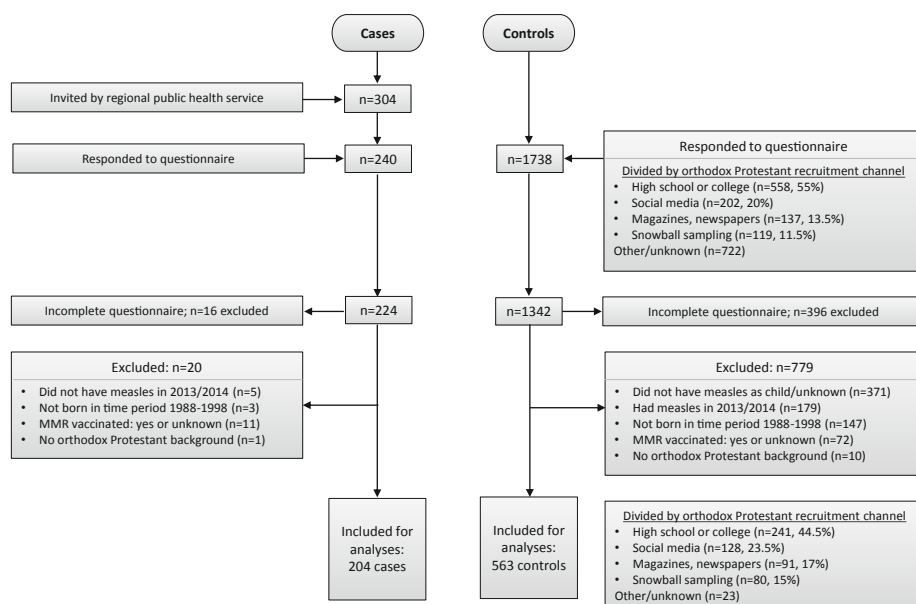 Cases
Controls
Invited by regional public health service
n=304
Responded to questionnaire
n=240
n=1738
Responded to questionnaire
Divided by orthodox Protestant recruitment channel
• High school or college (n=558, 55%)
• Social media (n=202, 20%)
• Magazines, newspapers (n=137, 13.5%)
• Snowball sampling (n=119, 11.5%)
Other/unknown (n=722)
Incomplete questionnaire; n=16 excluded
n=224
n=1342
Incomplete questionnaire; n=396 excluded
Excluded: n=20
• Did not have measles in 2013/2014 (n=5)
• Not born in time period 1988-1998 (n=3)
• MMR vaccinated: yes or unknown (n=11)
• No orthodox Protestant background (n=1)
Excluded: n=779
• Did not have measles as child/unknown (n=371)
• Had measles in 2013/2014 (n=179)
• Not born in time period 1988-1998 (n=147)
• MMR vaccinated: yes or unknown (n=72)
• No orthodox Protestant background (n=10)
Included for
analyses:
204 cases
Included for
analyses:
563 controls
Divided by orthodox Protestant recruitment channel
• High school or college (n=241, 44.5%)
• Social media (n=128, 23.5%)
• Magazines, newspapers (n=91, 17%)
• Snowball sampling (n=80, 15%)
Other/unknown (n=23)